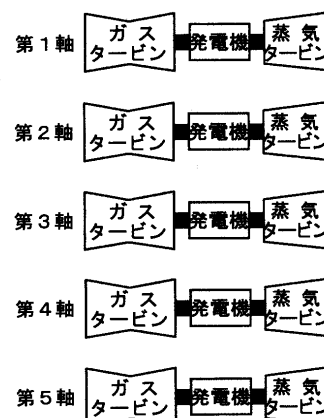 第1軸 ガス タービン 発電機 蒸気 タービン
第2軸 ガス タービン 発電機 蒸気 タービン
第3軸 ガス タービン 発電機 蒸気 タービン
第4軸 ガス タービン 発電機 蒸気 タービン
第5軸 ガス タービン 発電機 蒸気 タービン